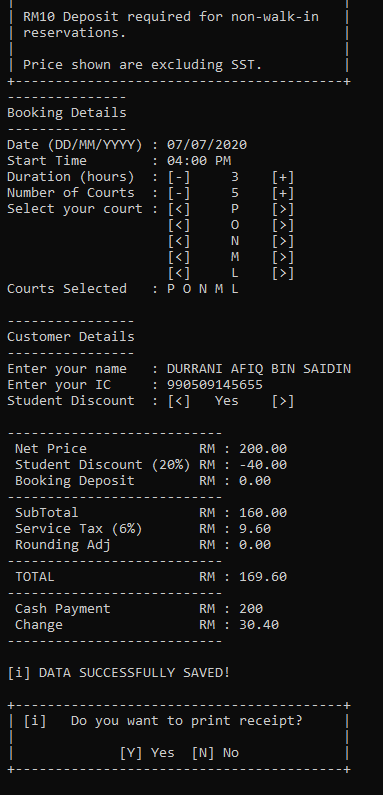 | RM10 Deposit required for non-walk-in |
| reservations. |
| |
| Price shown are excluding SST. |
+------------------------------------------+
---------------
Booking Details
---------------
Date (DD/MM/YYYY) : 07/07/2020
Start Time : 04:00 PM
Duration (hours) : [-] 3 [+]
Number of Courts : [-] 5 [+]
Select your court : [<] P [>]
[<] O [>]
[<] N [>]
[<] M [>]
[<] L [>]
Courts Selected : P O N M L
----------------
Customer Details
----------------
Enter your name : DURRANI AFIQ BIN SAIDIN
Enter your IC : 990509145655
Student Discount : [<] Yes [>]
---------------------------
Net Price RM : 200.00
Student Discount (20%) RM : -40.00
Booking Deposit RM : 0.00
---------------------------
SubTotal RM : 160.00
Service Tax (6%) RM : 9.60
Rounding Adj RM : 0.00
---------------------------
TOTAL RM : 169.60
---------------------------
Cash Payment RM : 200
Change RM : 30.40
---------------------------
[i] DATA SUCCESSFULLY SAVED!
+------------------------------------------+
| [i] Do you want to print receipt? |
| |
| [Y] Yes [N] No |
+------------------------------------------+